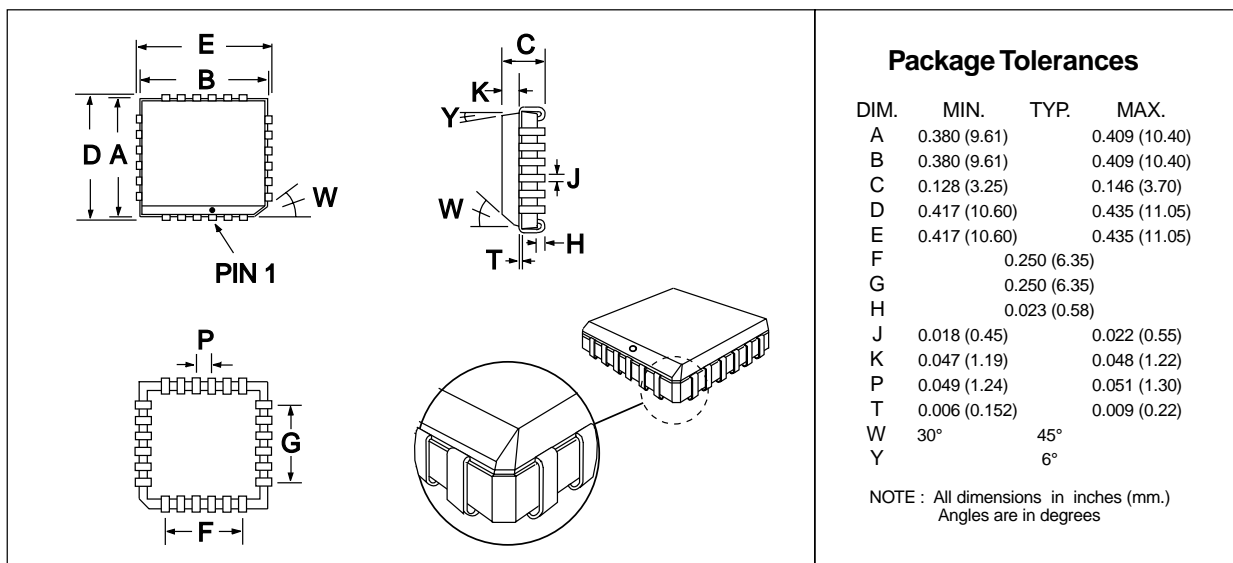 E
B
D A
W
PIN 1
C
K
Y
J
W
H
T
P
G
F
Package Tolerances
DIM. MIN. TYP. MAX.
A 0.380 (9.61) 0.409 (10.40)
B 0.380 (9.61) 0.409 (10.40)
C 0.128 (3.25) 0.146 (3.70)
D 0.417 (10.60) 0.435 (11.05)
E 0.417 (10.60) 0.435 (11.05)
F 0.250 (6.35)
G 0.250 (6.35)
H 0.023 (0.58)
J 0.018 (0.45) 0.022 (0.55)
K 0.047 (1.19) 0.048 (1.22)
P 0.049 (1.24) 0.051 (1.30)
T 0.006 (0.152) 0.009 (0.22)
W 30° 45°
Y 6°
NOTE : All dimensions in inches (mm.)
Angles are in degrees